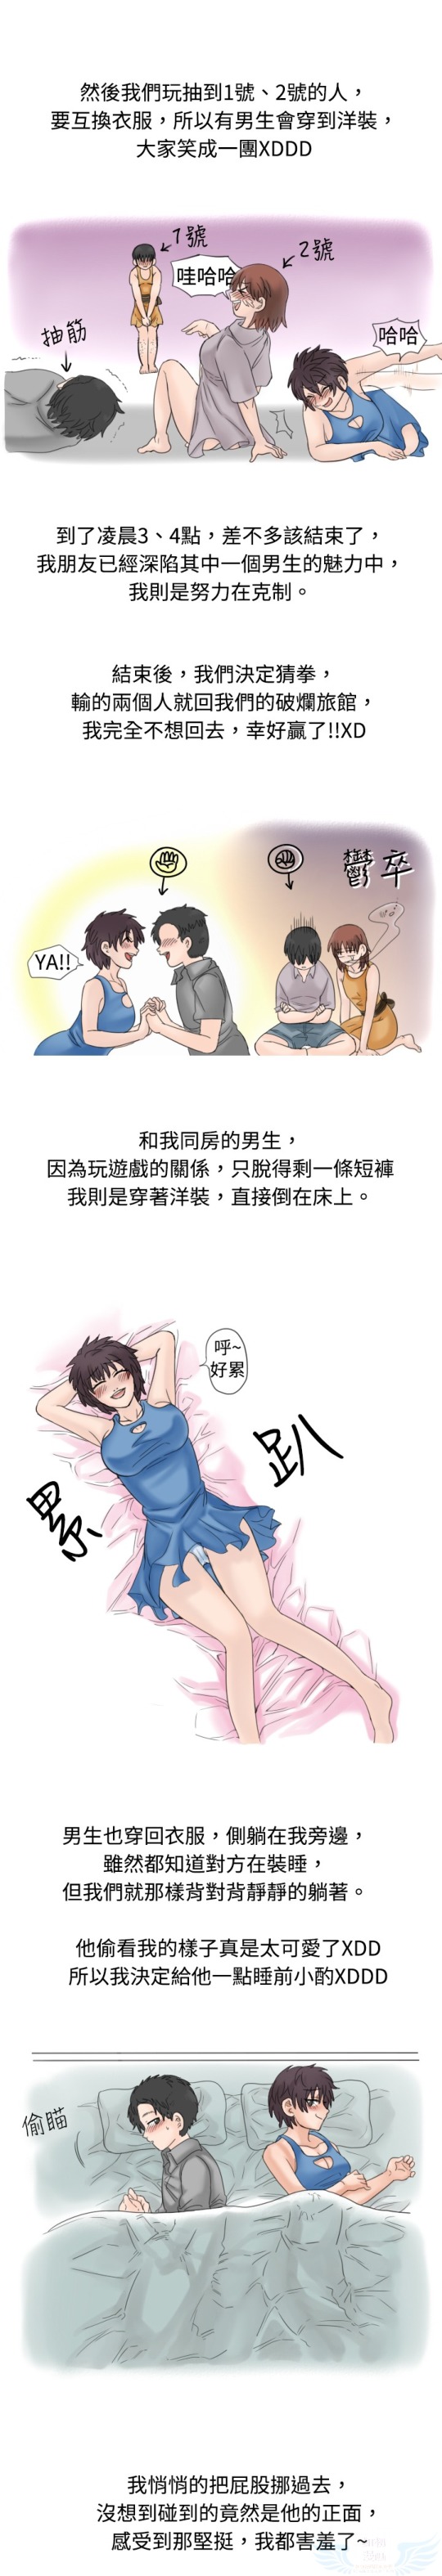 然後我們玩抽到1號、2號的人，
要互換衣服，所以有男生會穿到洋裝，
大家笑成一團XDDD
1號
哇哈哈
2號
抽筋
哈哈
到了凌晨3、4點，差不多該結束了，
我朋友已經深陷其中一個男生的魅力中，
我則是努力在克制。
結束後，我們決定猜拳，
輸的兩個人就回我們的破爛旅館，
我完全不想回去，幸好贏了!!XD
鬱卒
YA!!
和我同房的男生，
因為玩遊戲的關係，只脫得剩一條短褲
我則是穿著洋裝，直接倒在床上。
呼~
好累
趴
累
男生也穿回衣服，側躺在我旁邊，
雖然都知道對方在裝睡，
但我們就那樣背對背靜靜的躺著。
他偷看我的樣子真是太可愛了XDD
所以我決定給他一點睡前小酌XDDD
偷瞄
我悄悄的把屁股挪過去，
沒想到碰到的竟然是他的正面，
感受到那堅挺，我都害羞了~